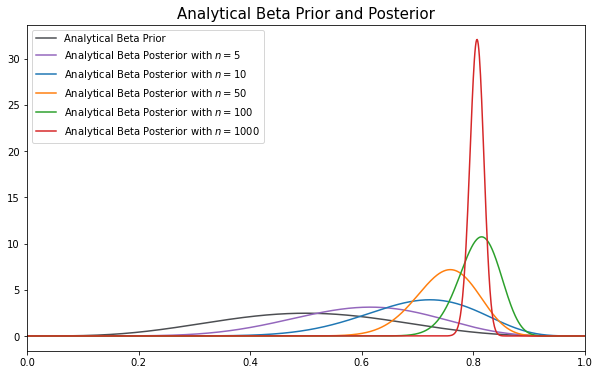 Analytical Beta Prior and Posterior
Analytical Beta Prior
Analytical Beta Posterior with n = 5
Analytical Beta Posterior with n = 10
Analytical Beta Posterior with n = 50
Analytical Beta Posterior with n = 100
Analytical Beta Posterior with n = 1000
30
25
20
15
10
5
0
0.0 0.2 0.4 0.6 0.8 1.0